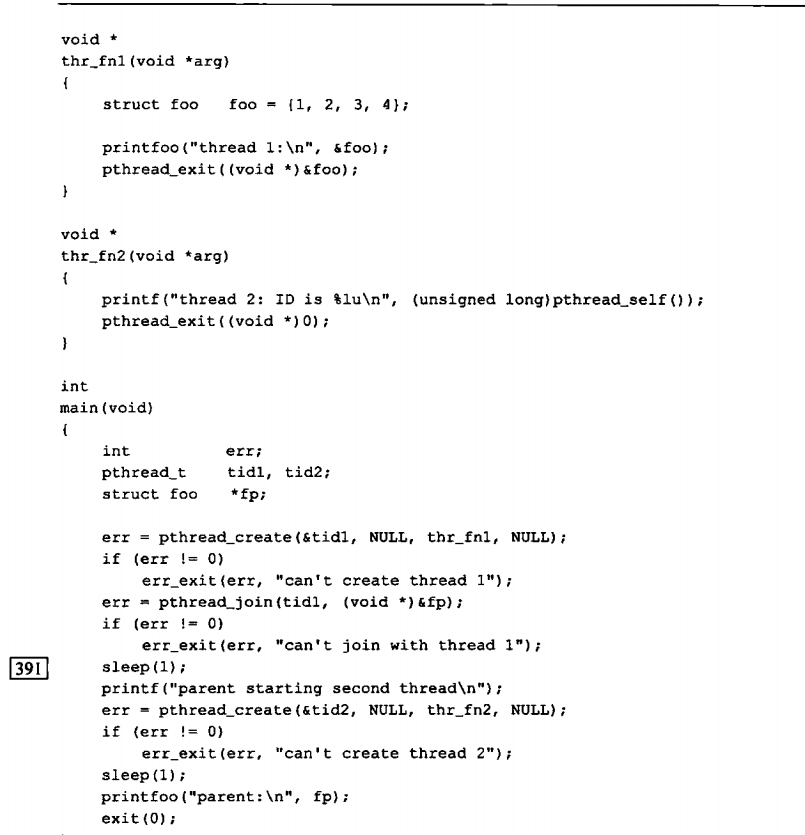 void *
thr_fn1(void *arg)
{
    struct foo   foo = {1, 2, 3, 4};

    printfoo("thread 1:\n", &foo);
    pthread_exit((void *)&foo);
}

void *
thr_fn2(void *arg)
{
    printf("thread 2: ID is %lu\n", (unsigned long)pthread_self());
    pthread_exit((void *)0);
}

int
main(void)
{
    int         err;
    pthread_t   tid1, tid2;
    struct foo  *fp;

    err = pthread_create(&tid1, NULL, thr_fn1, NULL);
    if (err != 0)
        err_exit(err, "can't create thread 1");
    err = pthread_join(tid1, (void *)&fp);
    if (err != 0)
        err_exit(err, "can't join with thread 1");
391 sleep(1);
    printf("parent starting second thread\n");
    err = pthread_create(&tid2, NULL, thr_fn2, NULL);
    if (err != 0)
        err_exit(err, "can't create thread 2");
    sleep(1);
    printfoo("parent:\n", fp);
    exit(0);